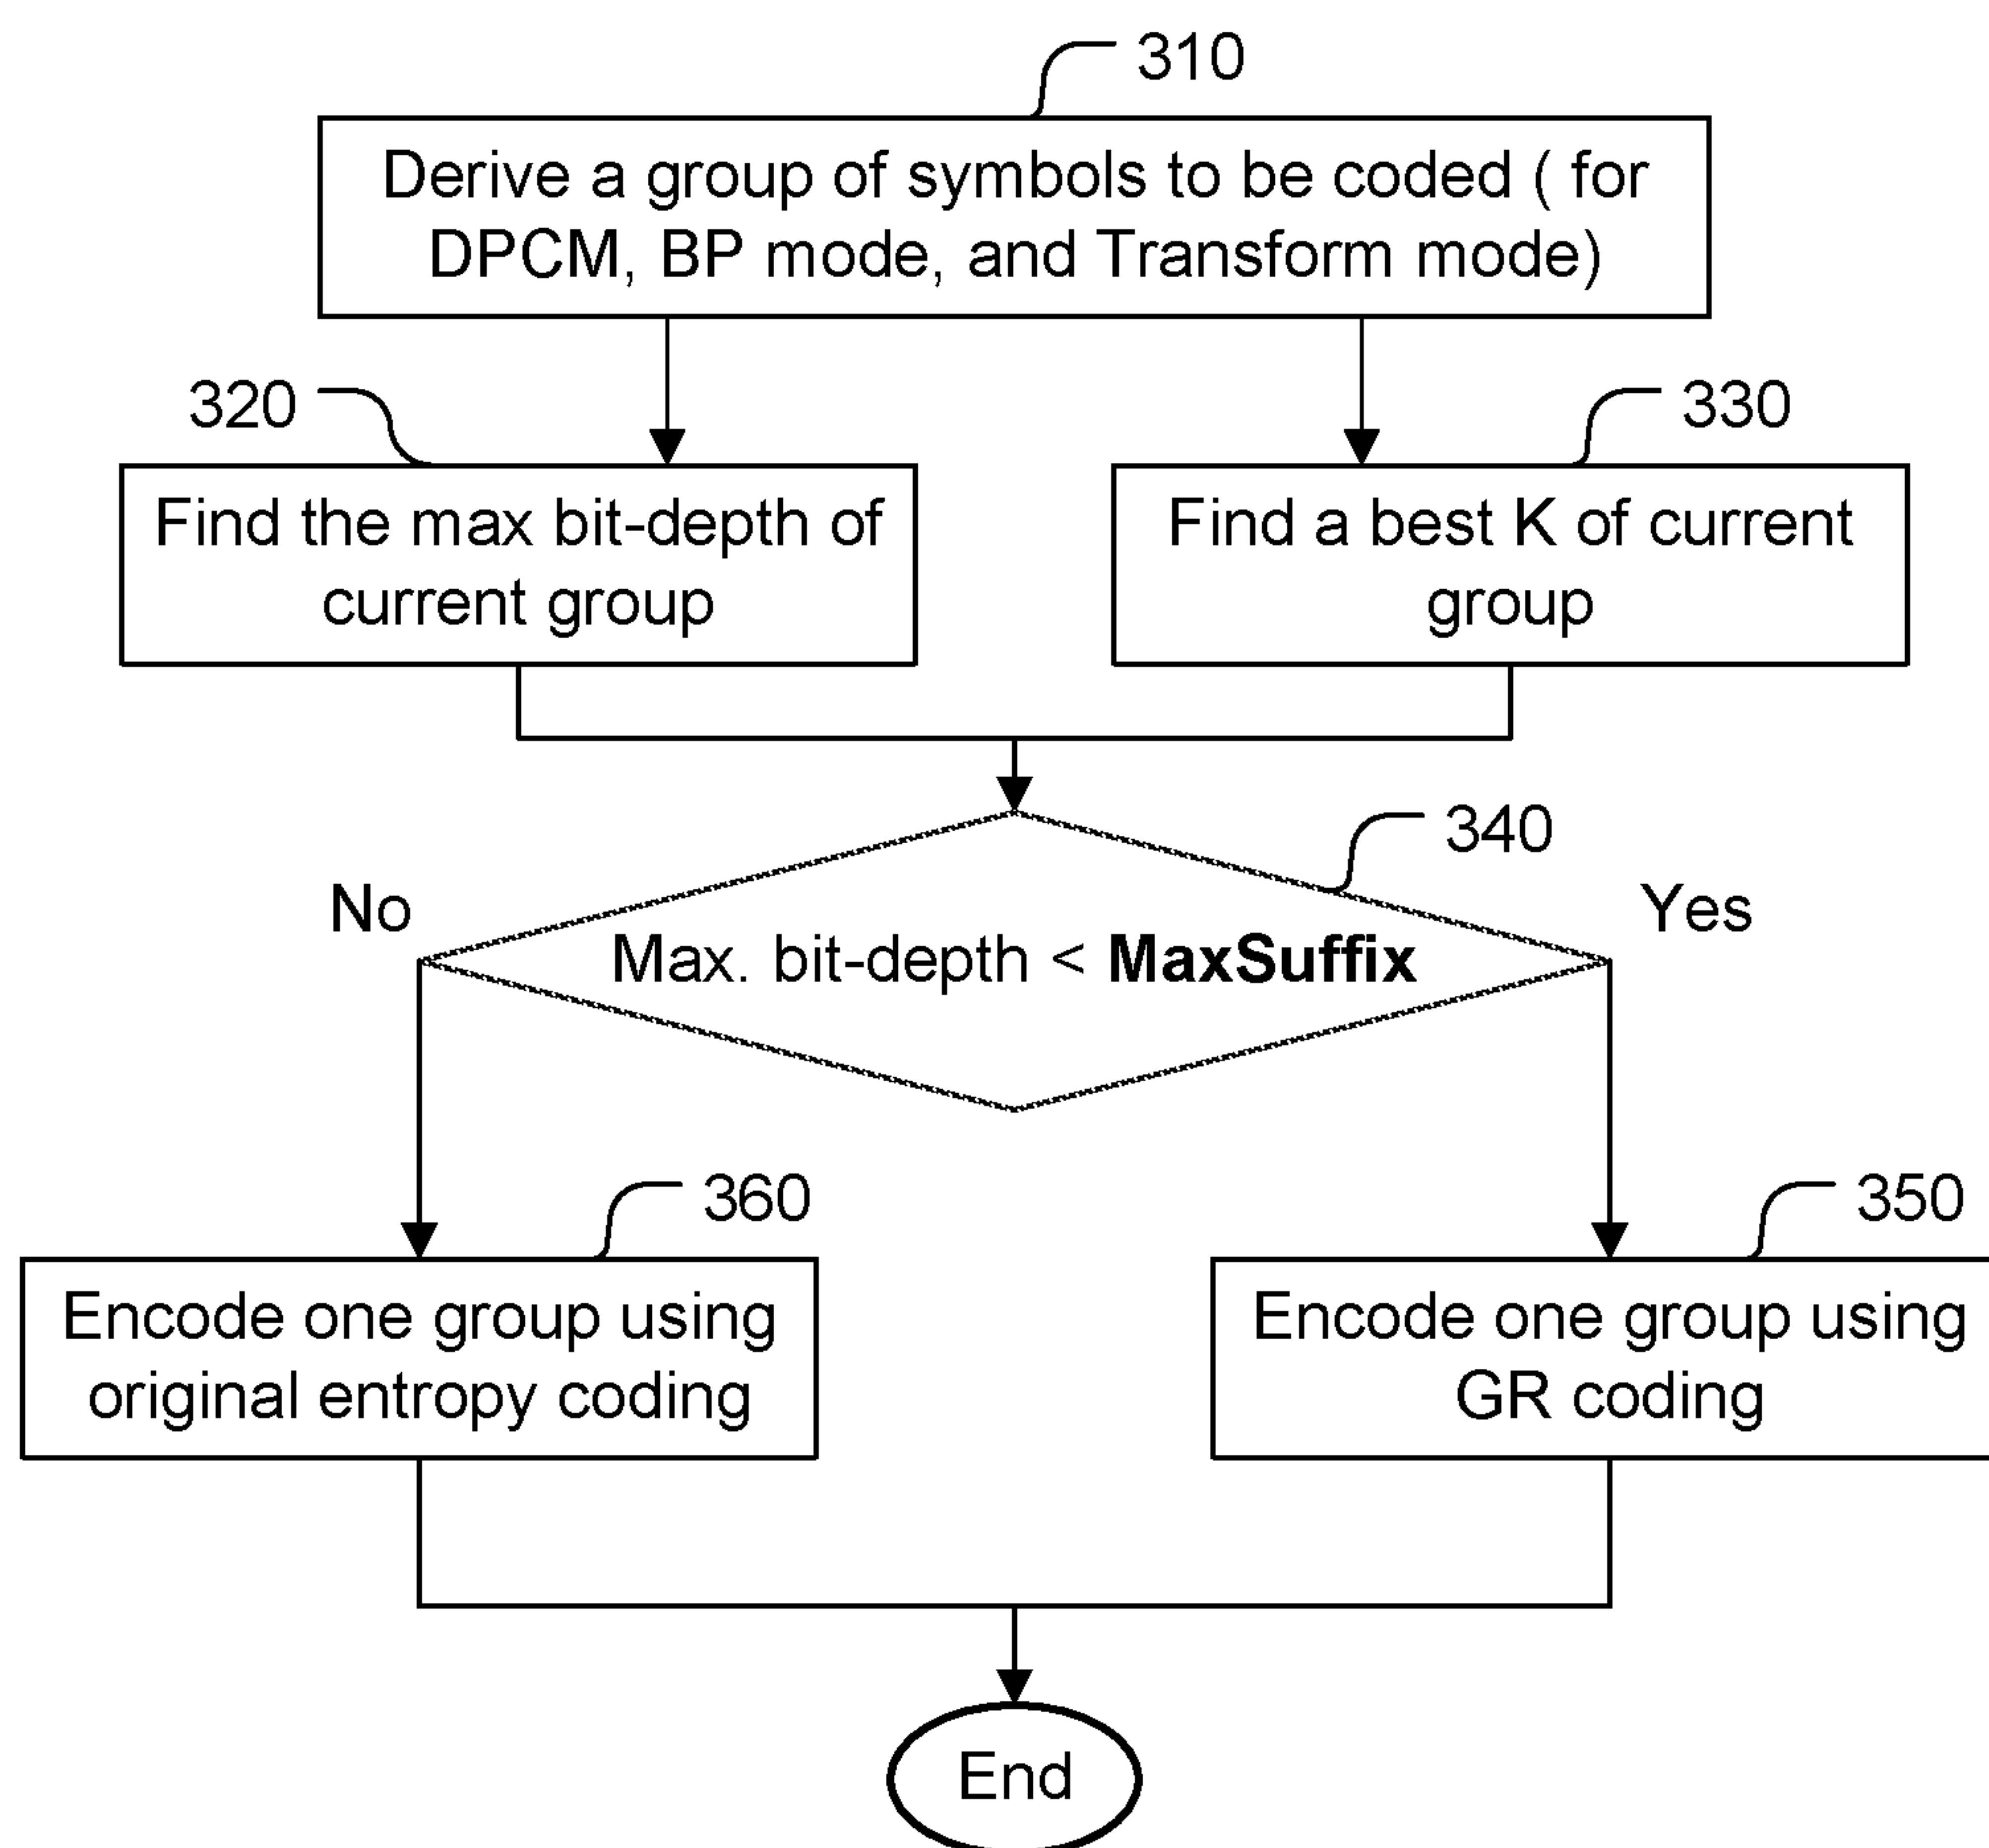 310
Derive a group of symbols to be coded ( for
DPCM, BP mode, and Transform mode)
320
330
Find the max bit-depth of
current group
Find a best K of current
group
340
No
Yes
Max. bit-depth < MaxSuffix
360
350
Encode one group using
original entropy coding
Encode one group using
GR coding
End